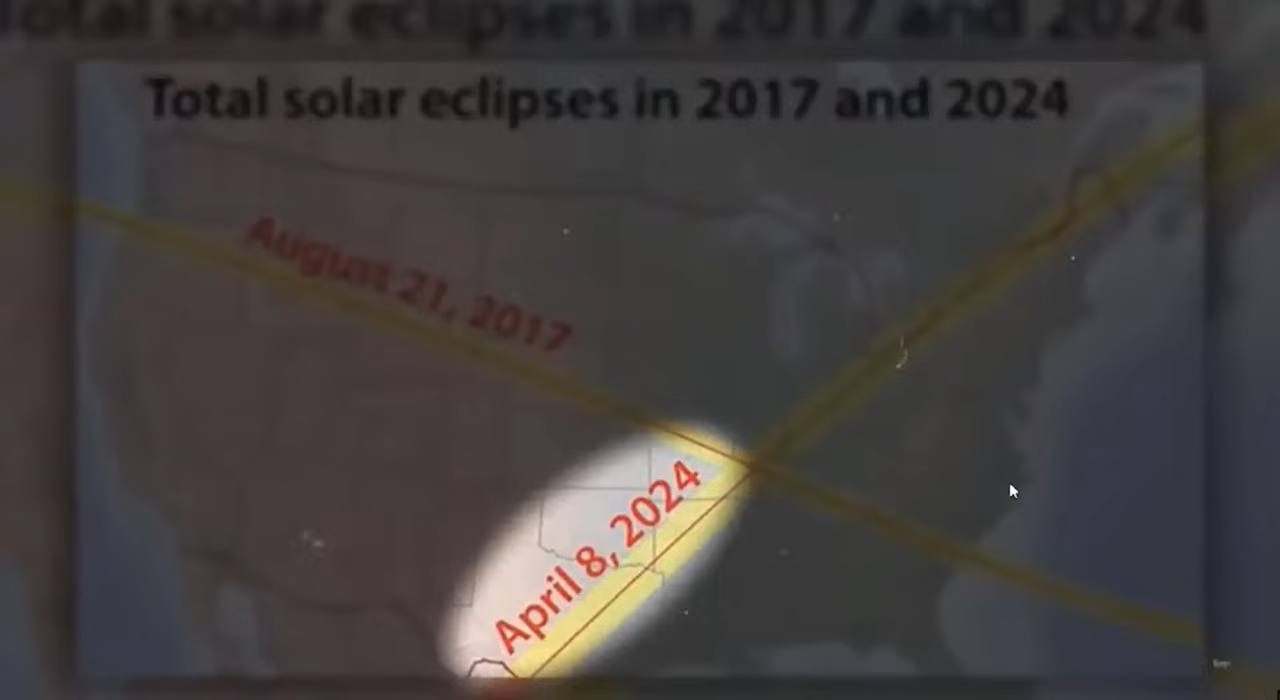 Total solar eclipses in 2017 and 2024
Total solar eclipses in 2017 and 2024
August 21, 2017
April 8, 2024